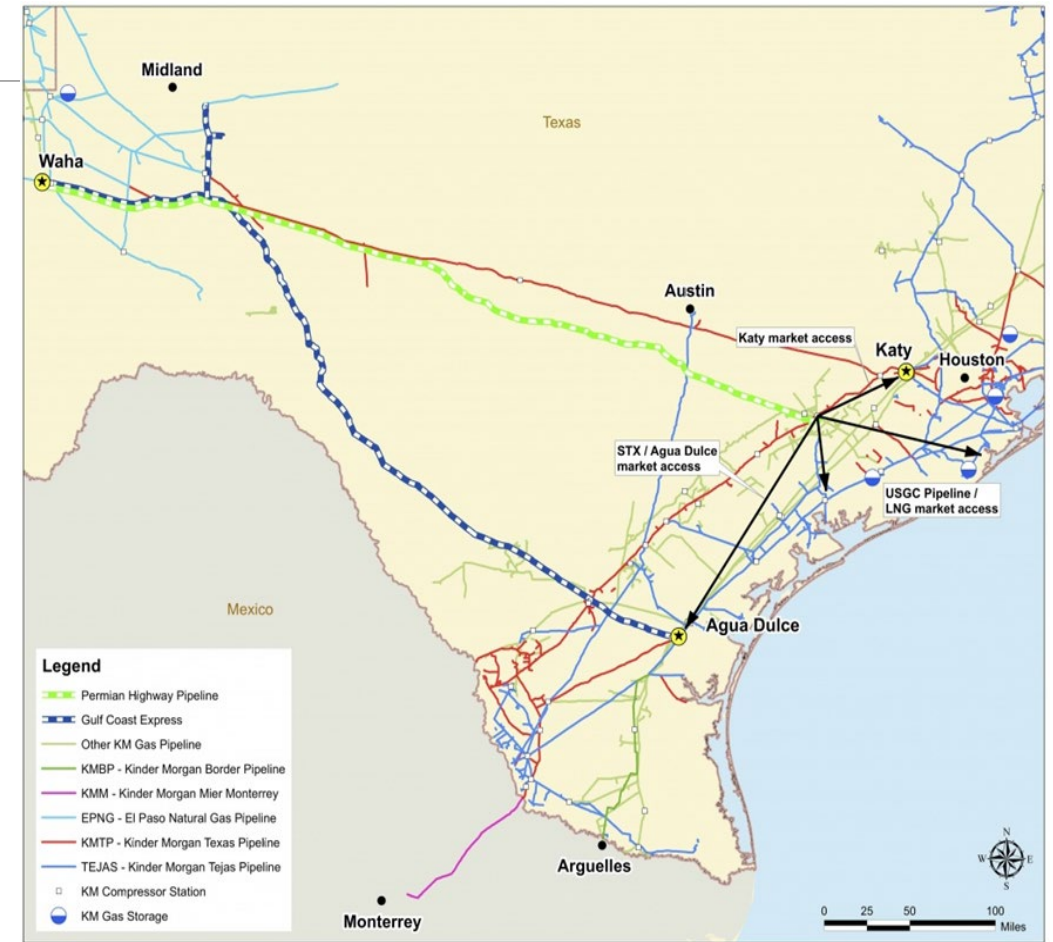 Midland
Texas
Waha
Austin
Katy market access
Katy
Houston
STX / Agua Dulce
market access
USGC Pipeline /
LNG market access
Mexico
Agua Dulce
Legend
Permian Highway Pipeline
Gulf Coast Express
Other KM Gas Pipeline
KMBP - Kinder Morgan Border Pipeline
KMM - Kinder Morgan Mier Monterrey
EPNG - El Paso Natural Gas Pipeline
KMTP - Kinder Morgan Texas Pipeline
TEJAS - Kinder Morgan Tejas Pipeline
KM Compressor Station
KM Gas Storage
Arguelles
Monterrey
N
W E
S
0 25 50 100
Miles